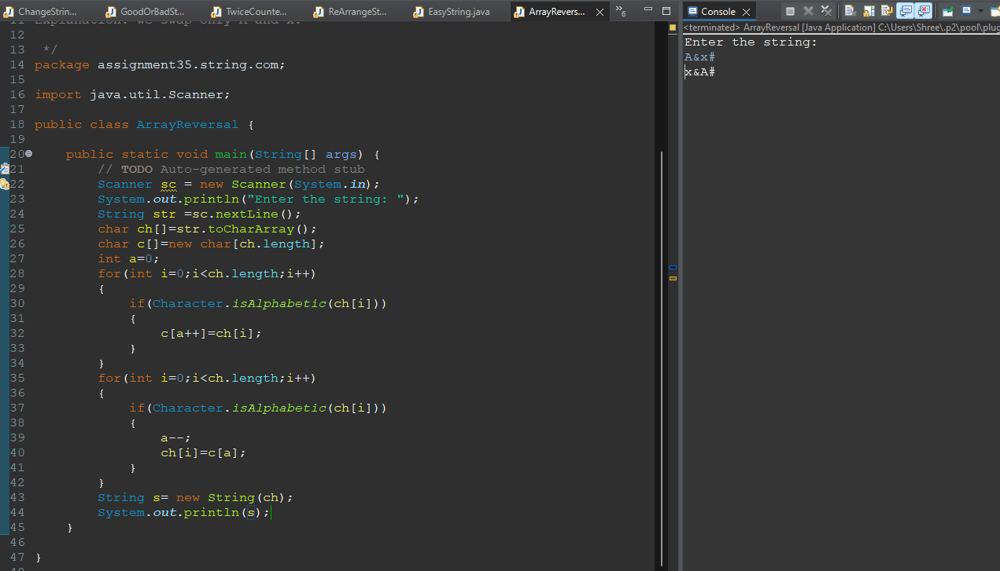 ChangeStrin... GoodOrBadSt... TwiceCounte... ReArrangeSt... EasyString.java ArrayRevers... »6 Console
<terminated> ArrayReversal [Java Application] C:\Users\Shree\.p2\pool\plug
11 Explanation: We swap only A and x.
12
13 */
14 package assignment35.string.com;
15
16 import java.util.Scanner;
17
18 public class ArrayReversal {
19
20 public static void main(String[] args) {
21 // TODO Auto-generated method stub
22 Scanner sc = new Scanner(System.in);
23 System.out.println("Enter the string: ");
24 String str =sc.nextLine();
25 char ch[]=str.toCharArray();
26 char c[]=new char[ch.length];
27 int a=0;
28 for(int i=0;i<ch.length;i++)
29 {
30 if(Character.isAlphabetic(ch[i]))
31 {
32 c[a++]=ch[i];
33 }
34 }
35 for(int i=0;i<ch.length;i++)
36 {
37 if(Character.isAlphabetic(ch[i]))
38 {
39 a--;
40 ch[i]=c[a];
41 }
42 }
43 String s= new String(ch);
44 System.out.println(s);
45 }
46
47 }
48
Enter the string:
A&x#
x&A#